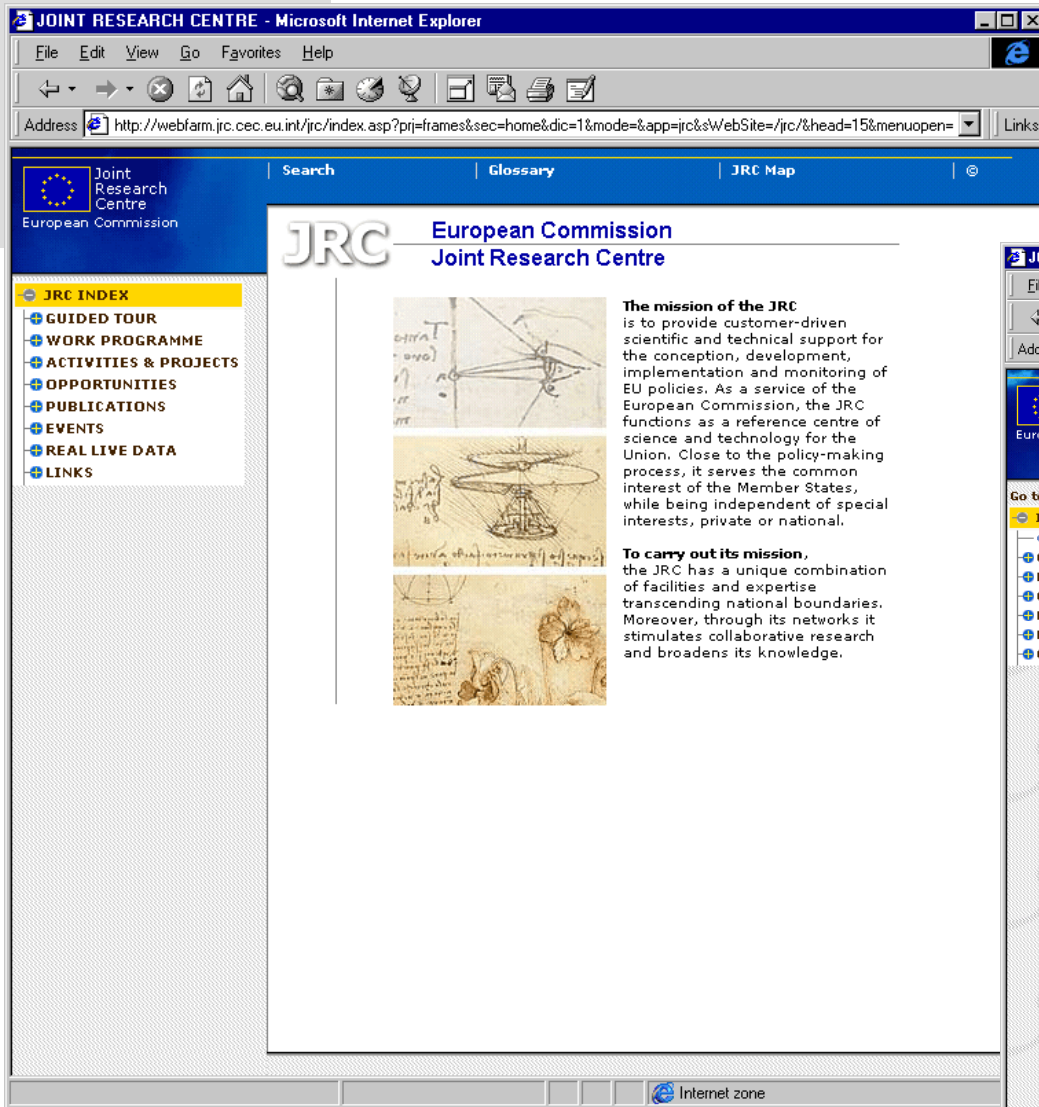 JOINT RESEARCH CENTRE - Microsoft Internet Explorer
File Edit View Go Favorites Help
Address http://webfarm.jrc.cec.eu.int/jrc/index.asp?prj=frames&sec=home&dic=1&mode=&app=jrc&sWebSite=/jrc/&head=15&menuopen= Links
Joint
Research
Centre
European Commission
Search Glossary JRC Map ©
JRC
European Commission
Joint Research Centre
JRC INDEX
GUIDED TOUR
WORK PROGRAMME
ACTIVITIES & PROJECTS
OPPORTUNITIES
PUBLICATIONS
EVENTS
REAL LIVE DATA
LINKS
The mission of the JRC
is to provide customer-driven
scientific and technical support for
the conception, development,
implementation and monitoring of
EU policies. As a service of the
European Commission, the JRC
functions as a reference centre of
science and technology for the
Union. Close to the policy-making
process, it serves the common
interest of the Member States,
while being independent of special
interests, private or national.
To carry out its mission,
the JRC has a unique combination
of facilities and expertise
transcending national boundaries.
Moreover, through its networks it
stimulates collaborative research
and broadens its knowledge.
Go
Internet zone